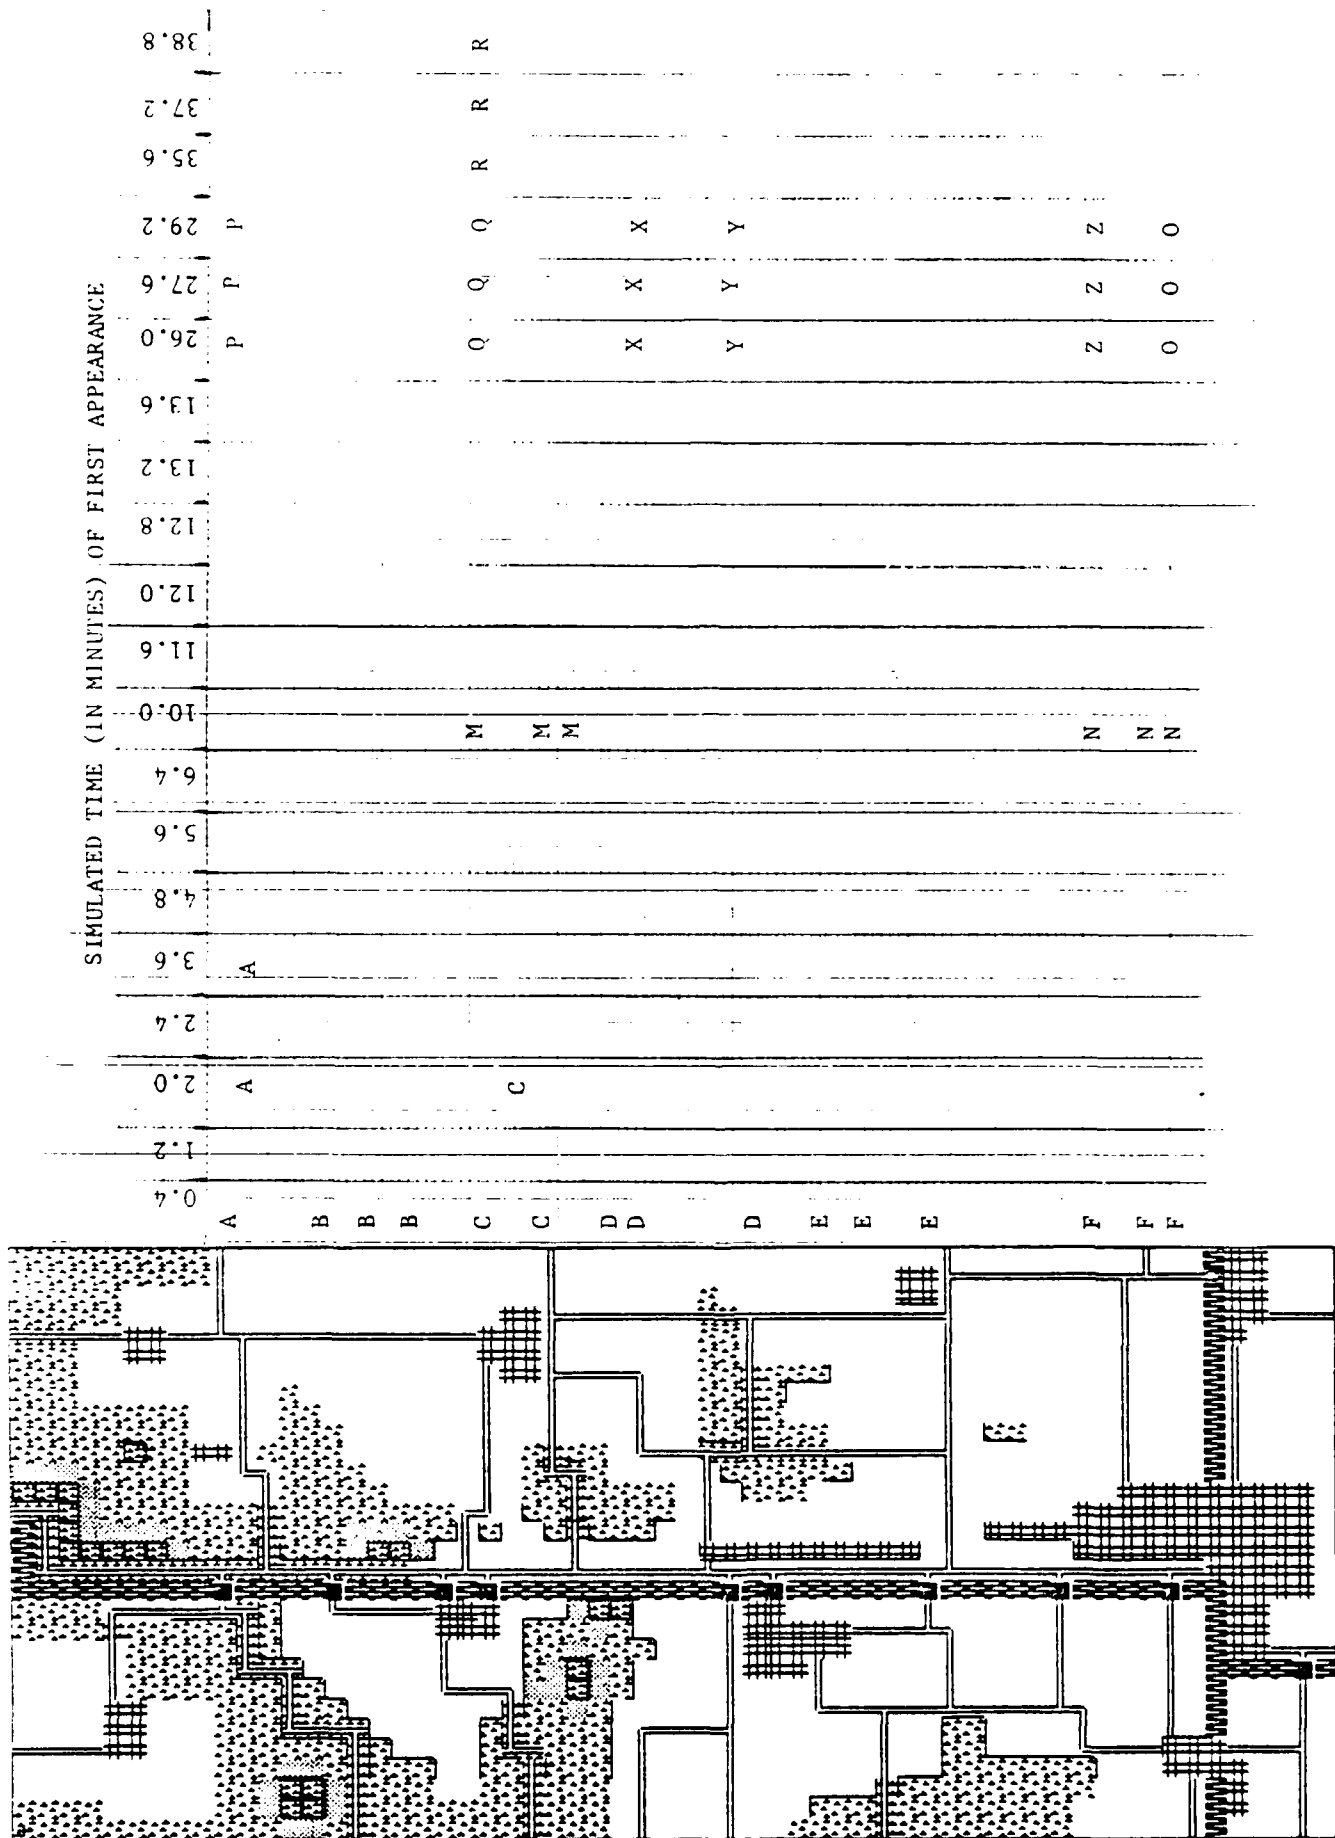 SIMULATED TIME (IN MINUTES) OF FIRST APPEARANCE
38.8 R
37.2 R
35.6 R
29.2 P Q X Y Z O
27.6 P Q X Y Z O
26.0 P Q X Y Z O
13.6
13.2
12.8
12.0
11.6
10.0 M M M N N N
6.4
5.6
4.8
3.6 A
2.4
2.0 A C
1.2
0.4
A B B B C C D D D E E E F F F